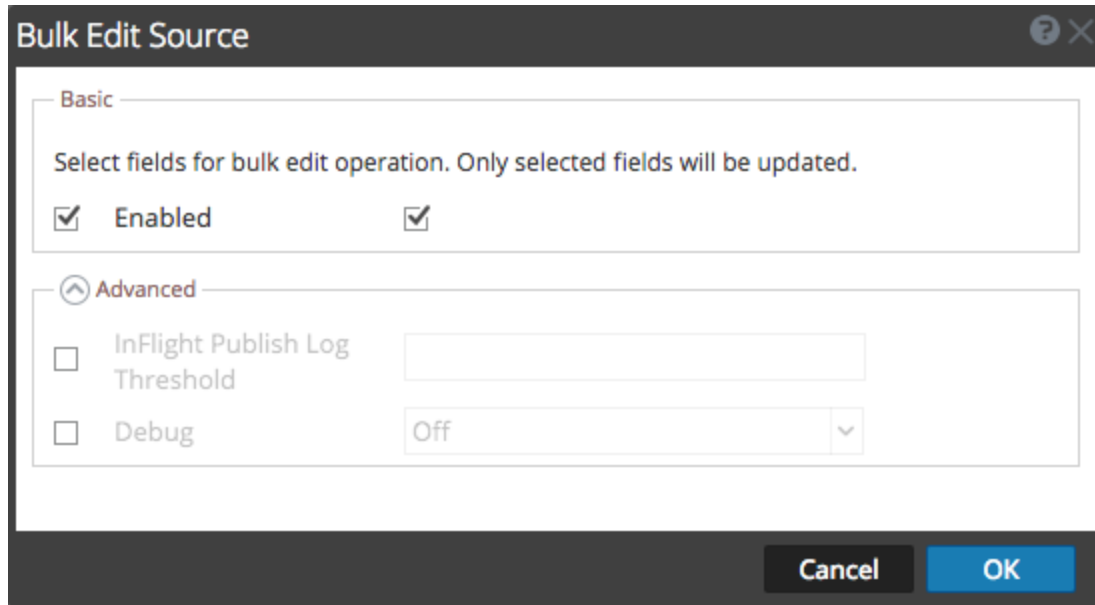 Bulk Edit Source
Basic
Select fields for bulk edit operation. Only selected fields will be updated.
Enabled
Advanced
InFlight Publish Log
Threshold
Debug
Off
Cancel
OK